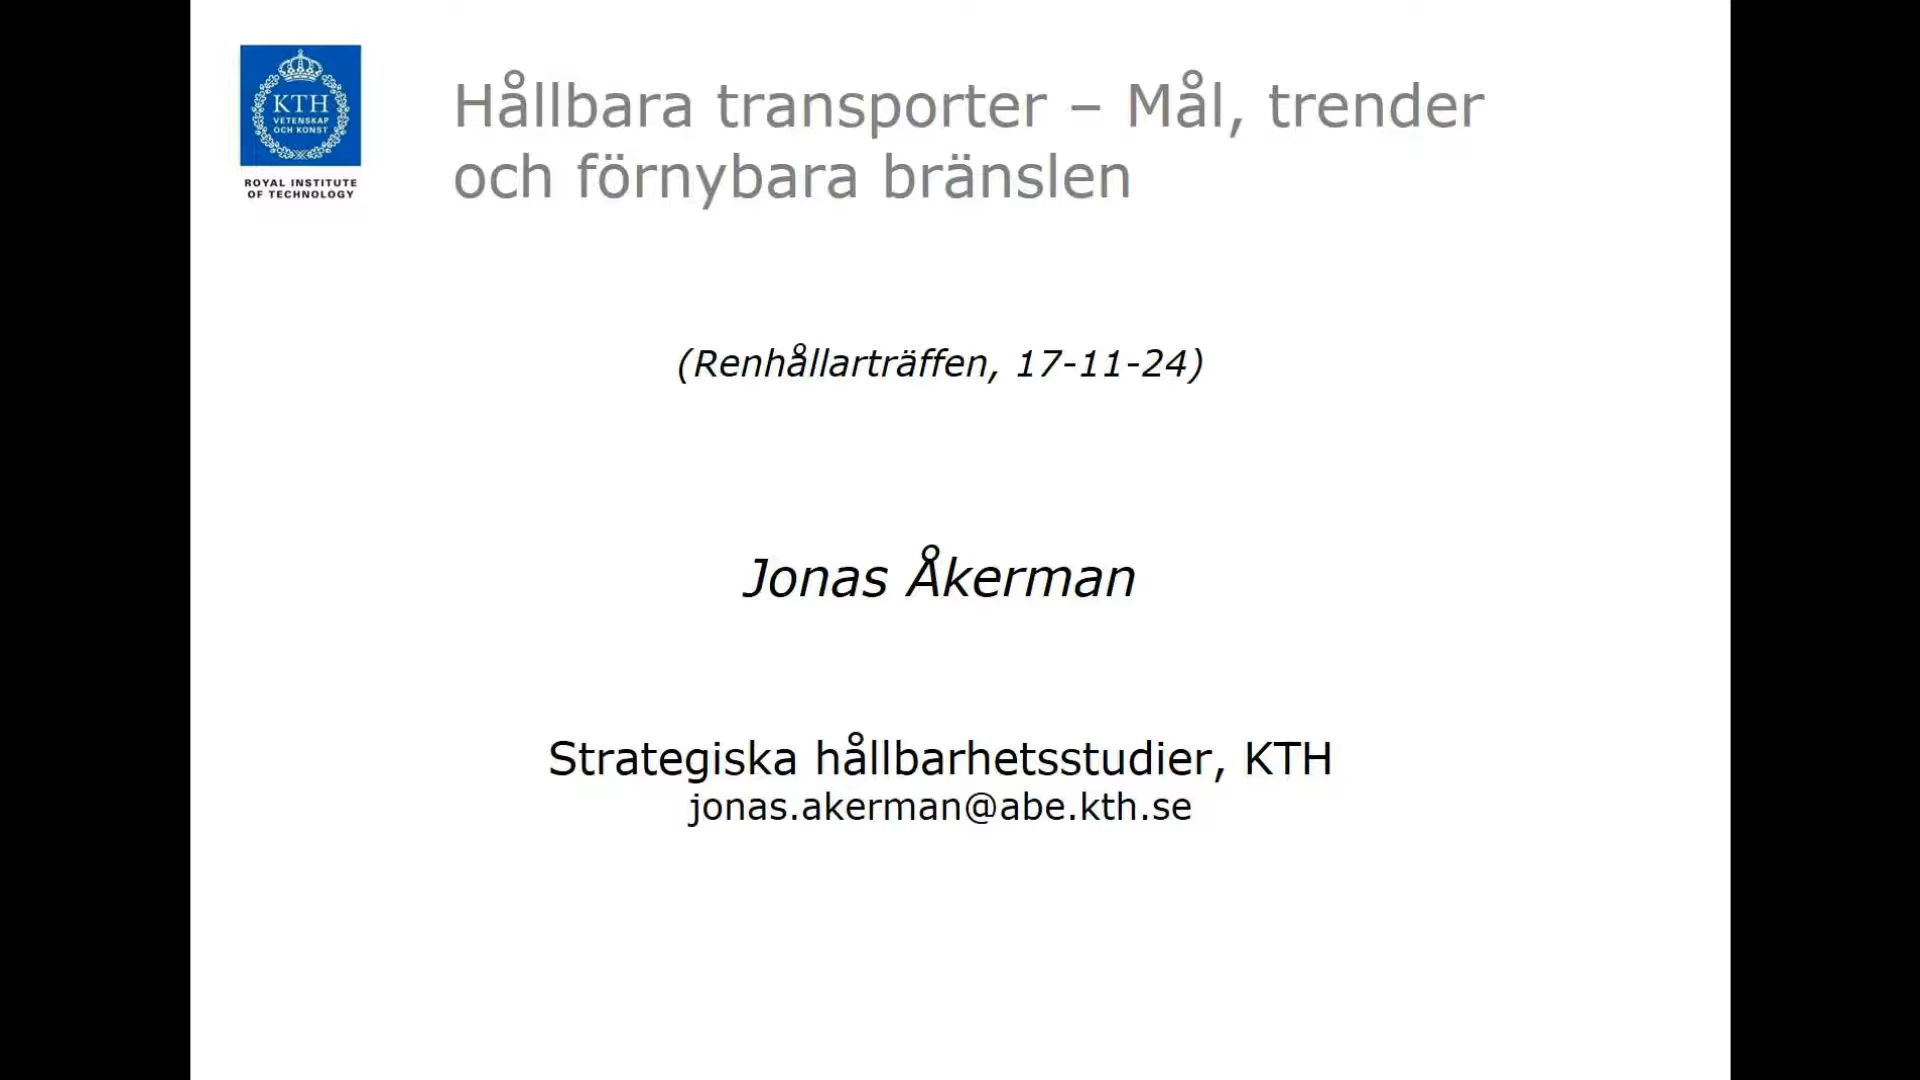 KTH
VETENSKAP
OCH KONST
ROYAL INSTITUTE
OF TECHNOLOGY
Hållbara transporter – Mål, trender
och förnybara bränslen
(Renhållarträffen, 17-11-24)
Jonas Åkerman
Strategiska hållbarhetsstudier, KTH
jonas.akerman@abe.kth.se